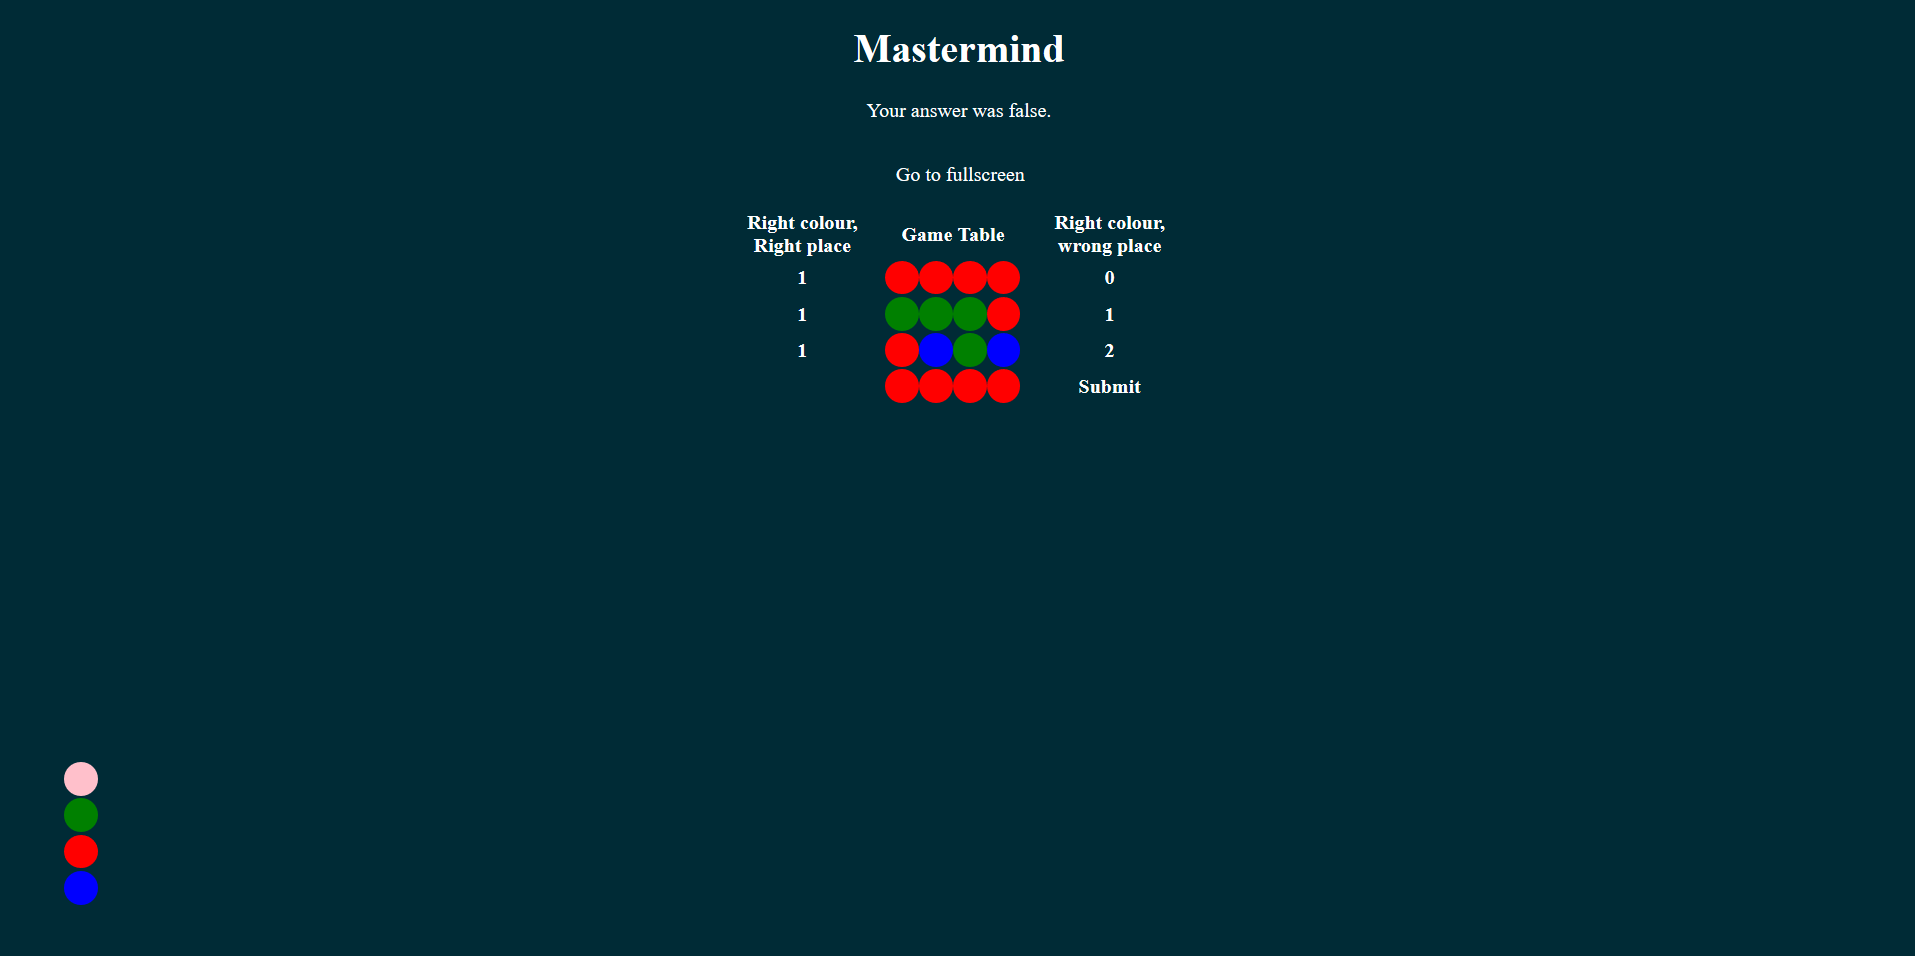 Mastermind
Your answer was false.
Go to fullscreen
Right colour,
Right place
Game Table
Right colour,
wrong place
1
0
1
1
1
2
Submit